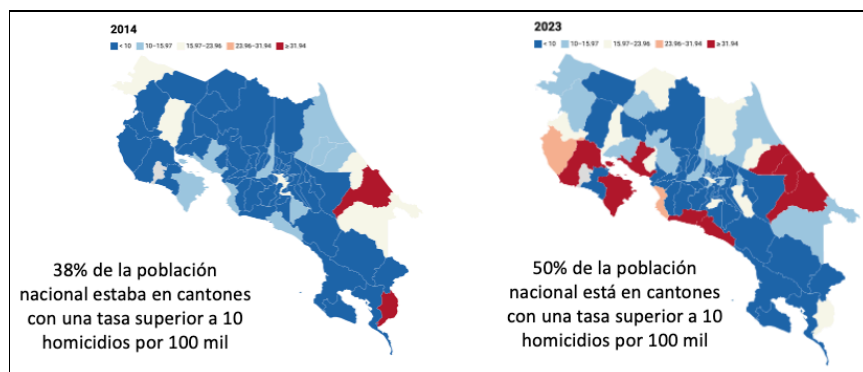 2014
< 10 10–15.97 15.97–23.96 23.96–31.94 ≥ 31.94
38% de la población
nacional estaba en cantones
con una tasa superior a 10
homicidios por 100 mil
2023
< 10 10–15.97 15.97–23.96 23.96–31.94 ≥ 31.94
50% de la población
nacional está en cantones
con una tasa superior a 10
homicidios por 100 mil